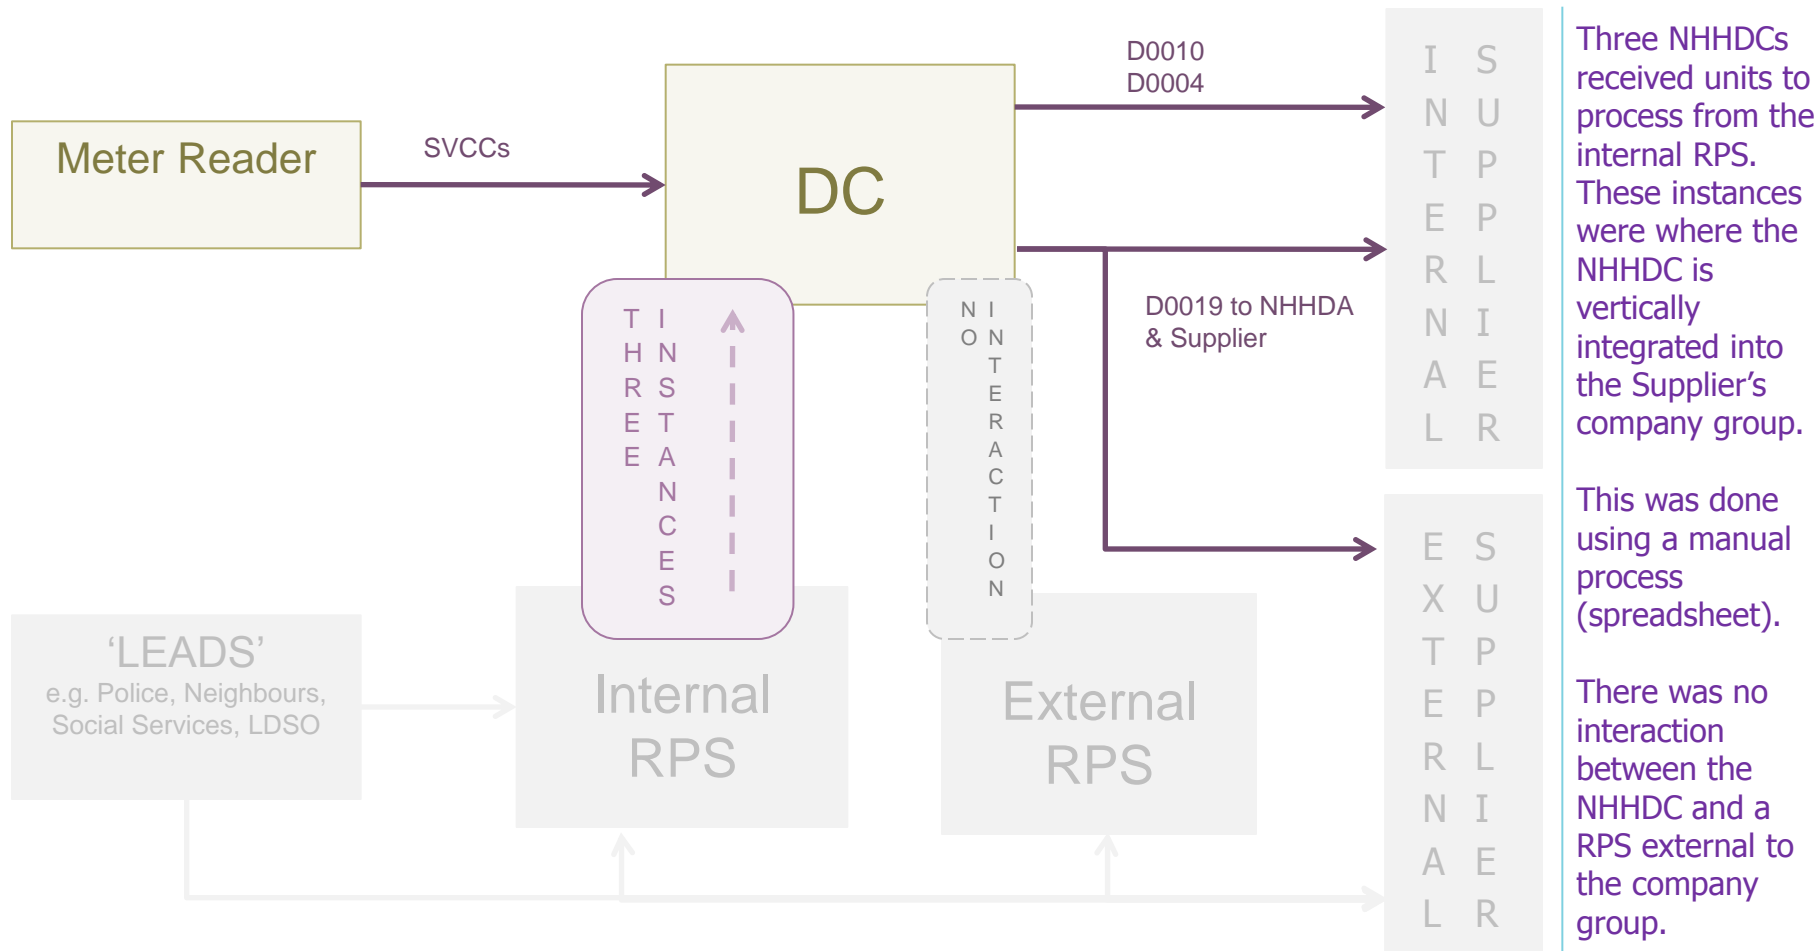 D0010
D0004
Meter Reader
SVCCs
DC
D0019 to NHHDA
& Supplier
THREE
INSTANCES
NO
INTERACTION
INTERNAL
SUPPLIER
'LEADS'
e.g. Police, Neighbours,
Social Services, LDSO
Internal
RPS
External
RPS
EXTERNAL
SUPPLIER
Three NHHDCs
received units to
process from the
internal RPS.
These instances
were where the
NHHDC is
vertically
integrated into
the Supplier’s
company group.
This was done
using a manual
process
(spreadsheet).
There was no
interaction
between the
NHHDC and a
RPS external to
the company
group.